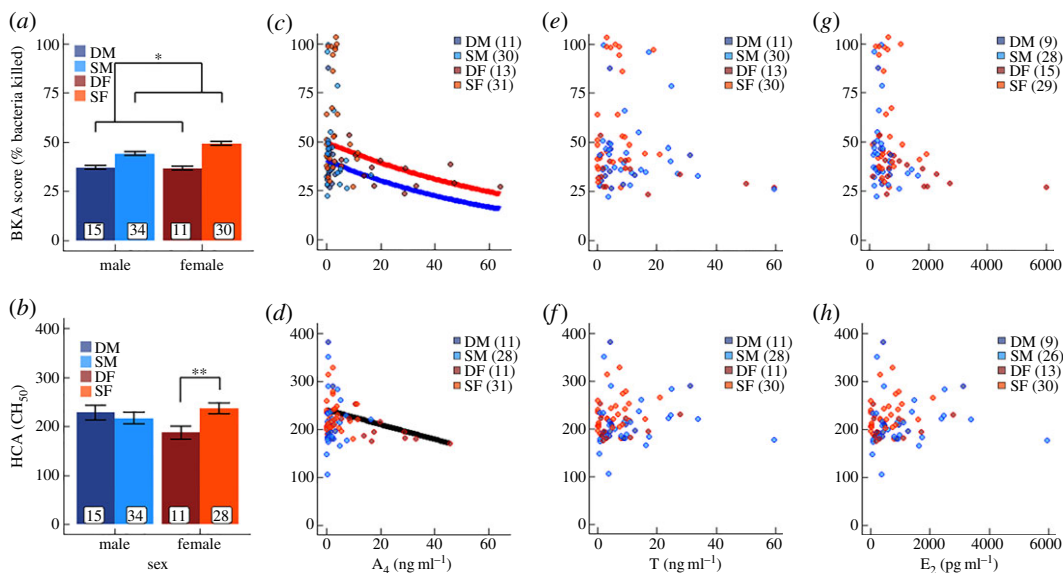 (a)
DM
SM
DF
SF
*
BKA score (% bacteria killed)
100
75
50
25
0
15 34 11 30
male female
(b)
DM
SM
DF
SF
**
HCA (CH50)
400
300
200
100
0
15 34 11 28
male female
sex
(c)
DM (11)
SM (30)
DF (13)
SF (31)
100
75
50
25
0
0 20 40 60
(d)
DM (11)
SM (28)
DF (11)
SF (31)
400
300
200
100
0
0 20 40 60
A4 (ng ml–1)
(e)
DM (11)
SM (30)
DF (13)
SF (30)
100
75
50
25
0
0 20 40 60
(f)
DM (11)
SM (28)
DF (11)
SF (30)
400
300
200
100
0
0 20 40 60
T (ng ml–1)
(g)
DM (9)
SM (28)
DF (15)
SF (29)
100
75
50
25
0
0 2000 4000 6000
(h)
DM (9)
SM (26)
DF (13)
SF (30)
400
300
200
100
0
0 2000 4000 6000
E2 (pg ml–1)